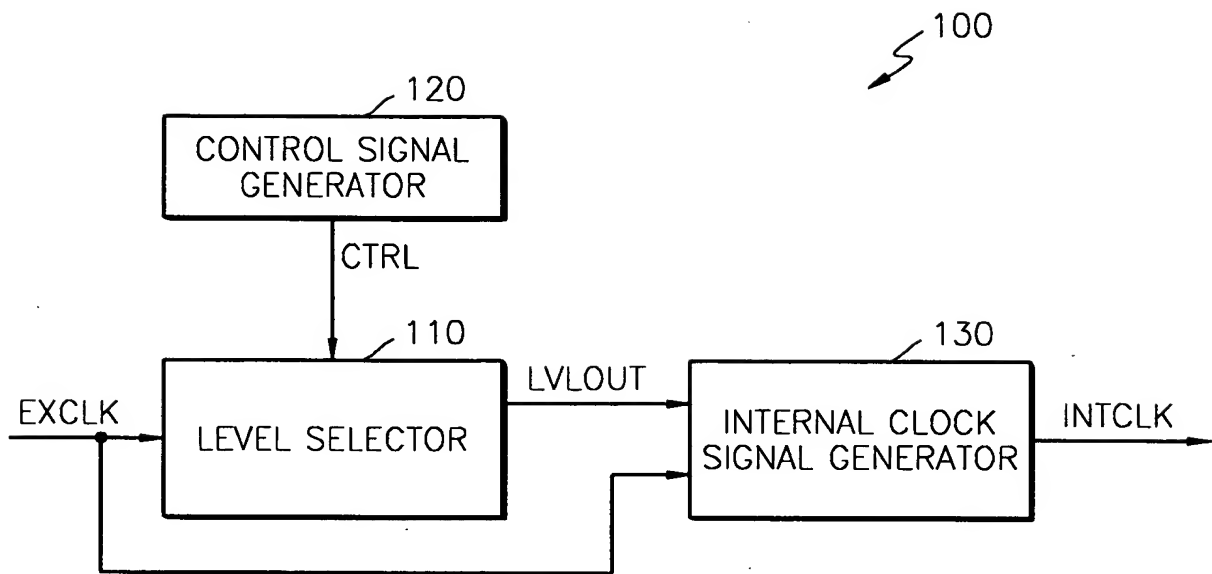 100
120
CONTROL SIGNAL
GENERATOR
CTRL
110
130
EXCLK
LEVEL SELECTOR
LVLOUT
INTERNAL CLOCK
SIGNAL GENERATOR
INTCLK